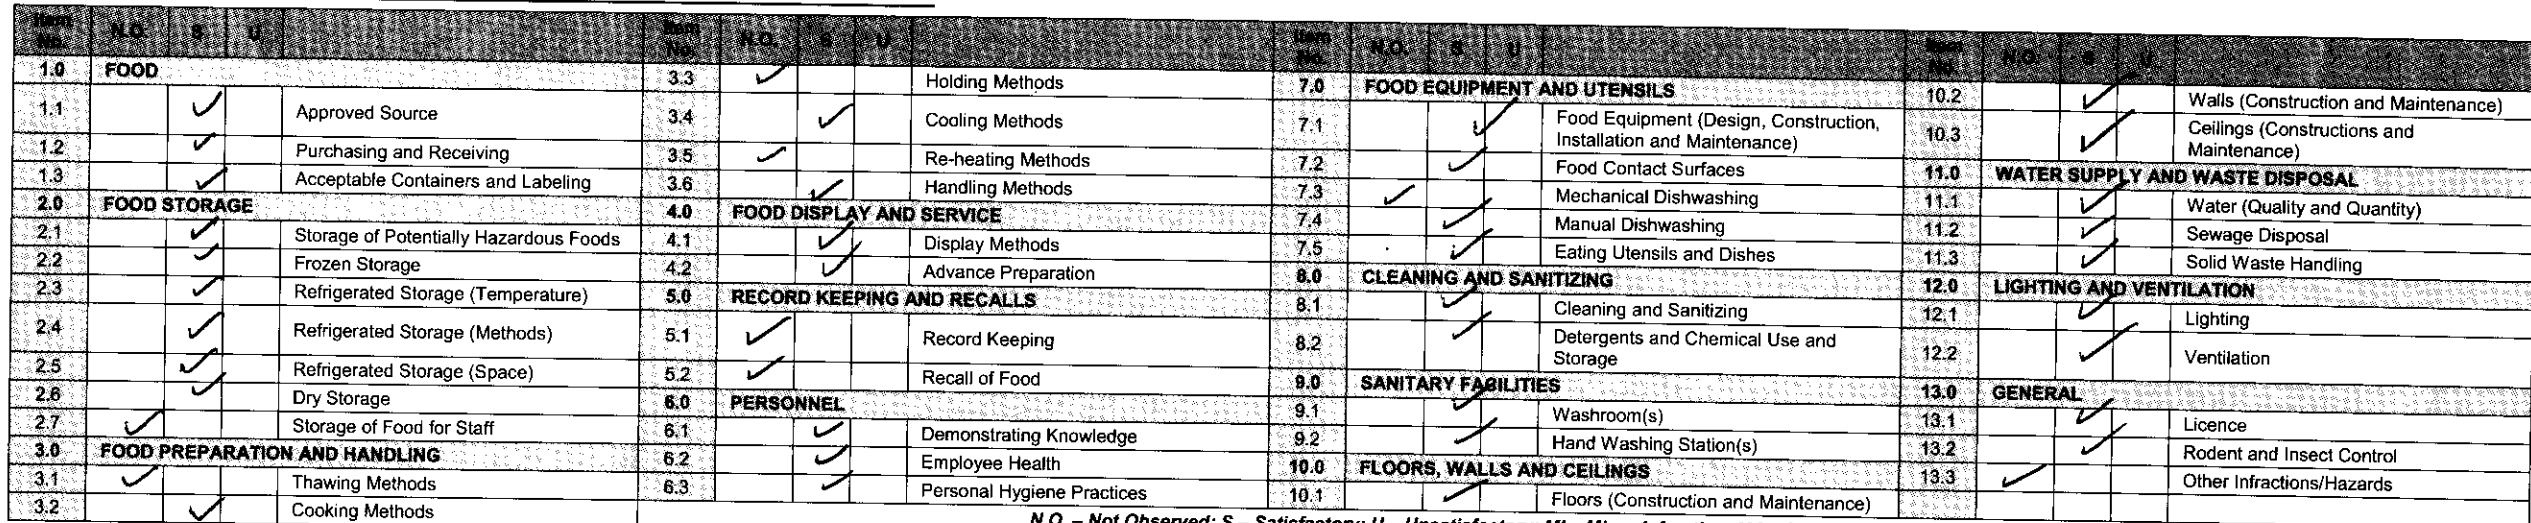 Item No. N.O. S U
1.0 FOOD
1.1 ✓ Approved Source
1.2 ✓ Purchasing and Receiving
1.3 ✓ Acceptable Containers and Labeling
2.0 FOOD STORAGE
2.1 ✓ Storage of Potentially Hazardous Foods
2.2 ✓ Frozen Storage
2.3 ✓ Refrigerated Storage (Temperature)
2.4 ✓ Refrigerated Storage (Methods)
2.5 ✓ Refrigerated Storage (Space)
2.6 ✓ Dry Storage
2.7 ✓ Storage of Food for Staff
3.0 FOOD PREPARATION AND HANDLING
3.1 ✓ Thawing Methods
3.2 ✓ Cooking Methods
Item No. N.O. S U
3.3 ✓ Holding Methods
3.4 ✓ Cooling Methods
3.5 ✓ Re-heating Methods
3.6 ✓ Handling Methods
4.0 FOOD DISPLAY AND SERVICE
4.1 ✓ Display Methods
4.2 ✓ Advance Preparation
5.0 RECORD KEEPING AND RECALLS
5.1 ✓ Record Keeping
5.2 ✓ Recall of Food
6.0 PERSONNEL
6.1 ✓ Demonstrating Knowledge
6.2 ✓ Employee Health
6.3 ✓ Personal Hygiene Practices
Item No. N.O. S U
7.0 FOOD EQUIPMENT AND UTENSILS
7.1 ✓ Food Equipment (Design, Construction,
Installation and Maintenance)
7.2 ✓ Food Contact Surfaces
7.3 ✓ Mechanical Dishwashing
7.4 ✓ Manual Dishwashing
7.5 ✓ Eating Utensils and Dishes
8.0 CLEANING AND SANITIZING
8.1 ✓ Cleaning and Sanitizing
8.2 ✓ Detergents and Chemical Use and
Storage
9.0 SANITARY FACILITIES
9.1 ✓ Washroom(s)
9.2 ✓ Hand Washing Station(s)
10.0 FLOORS, WALLS AND CEILINGS
10.1 ✓ Floors (Construction and Maintenance)
Item No. N.O. S U
10.2 ✓ Walls (Construction and Maintenance)
10.3 ✓ Ceilings (Constructions and
Maintenance)
11.0 WATER SUPPLY AND WASTE DISPOSAL
11.1 ✓ Water (Quality and Quantity)
11.2 ✓ Sewage Disposal
11.3 ✓ Solid Waste Handling
12.0 LIGHTING AND VENTILATION
12.1 ✓ Lighting
12.2 ✓ Ventilation
13.0 GENERAL
13.1 ✓ Licence
13.2 ✓ Rodent and Insect Control
13.3 ✓ Other Infractions/Hazards
N.O. – Not Observed; S – Satisfactory; U – Unsatisfactory;